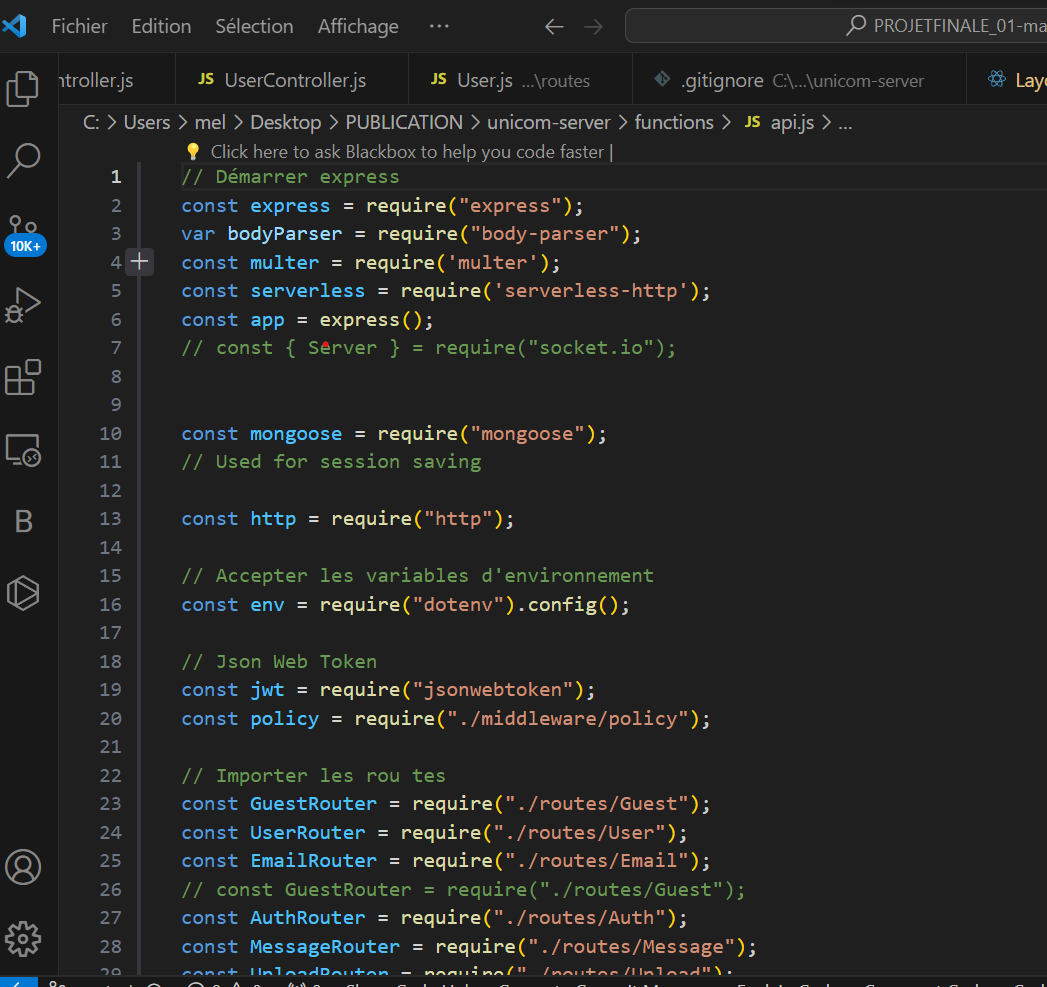 Fichier Edition Sélection Affichage ··· PROJETFINALE_01-ma
ntroller.js JS UserController.js JS User.js ...\routes .gitignore C:\...\unicom-server Layo
C: > Users > mel > Desktop > PUBLICATION > unicom-server > functions > JS api.js > ...
Click here to ask Blackbox to help you code faster |
1 // Démarrer express
2 const express = require("express");
3 var bodyParser = require("body-parser");
4 const multer = require('multer');
5 const serverless = require('serverless-http');
6 const app = express();
7 // const { Server } = require("socket.io");
8
9
10 const mongoose = require("mongoose");
11 // Used for session saving
12
13 const http = require("http");
14
15 // Accepter les variables d'environnement
16 const env = require("dotenv").config();
17
18 // Json Web Token
19 const jwt = require("jsonwebtoken");
20 const policy = require("./middleware/policy");
21
22 // Importer les rou tes
23 const GuestRouter = require("./routes/Guest");
24 const UserRouter = require("./routes/User");
25 const EmailRouter = require("./routes/Email");
26 // const GuestRouter = require("./routes/Guest");
27 const AuthRouter = require("./routes/Auth");
28 const MessageRouter = require("./routes/Message");
29 const UploadRouter = require("./routes/Upload");
10K+
B